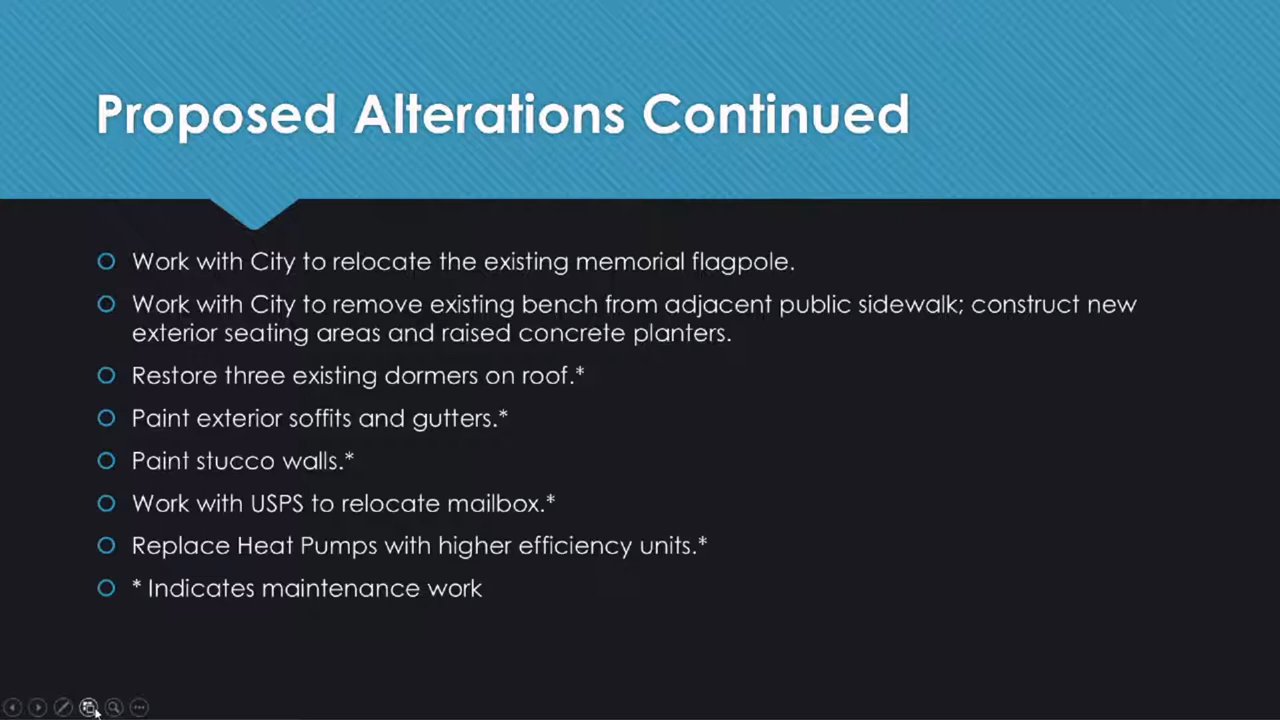 Proposed Alterations Continued
Work with City to relocate the existing memorial flagpole.
Work with City to remove existing bench from adjacent public sidewalk; construct new
exterior seating areas and raised concrete planters.
Restore three existing dormers on roof.*
Paint exterior soffits and gutters.*
Paint stucco walls.*
Work with USPS to relocate mailbox.*
Replace Heat Pumps with higher efficiency units.*
* Indicates maintenance work